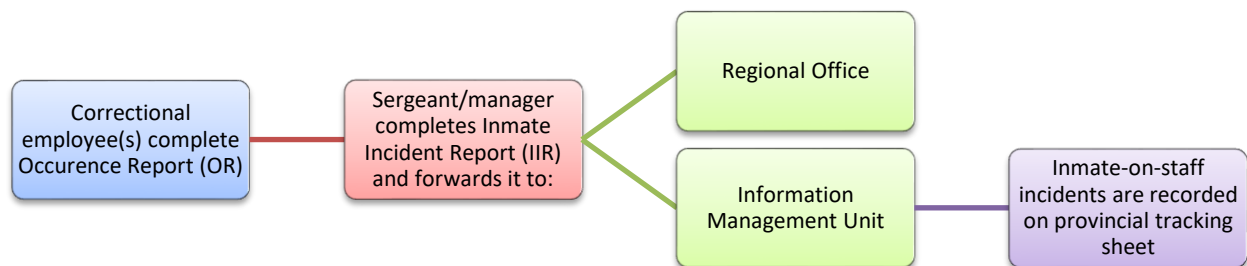 Correctional
employee(s) complete
Occurence Report (OR)
Sergeant/manager
completes Inmate
Incident Report (IIR)
and forwards it to:
Regional Office
Information
Management Unit
Inmate-on-staff
incidents are recorded
on provincial tracking
sheet